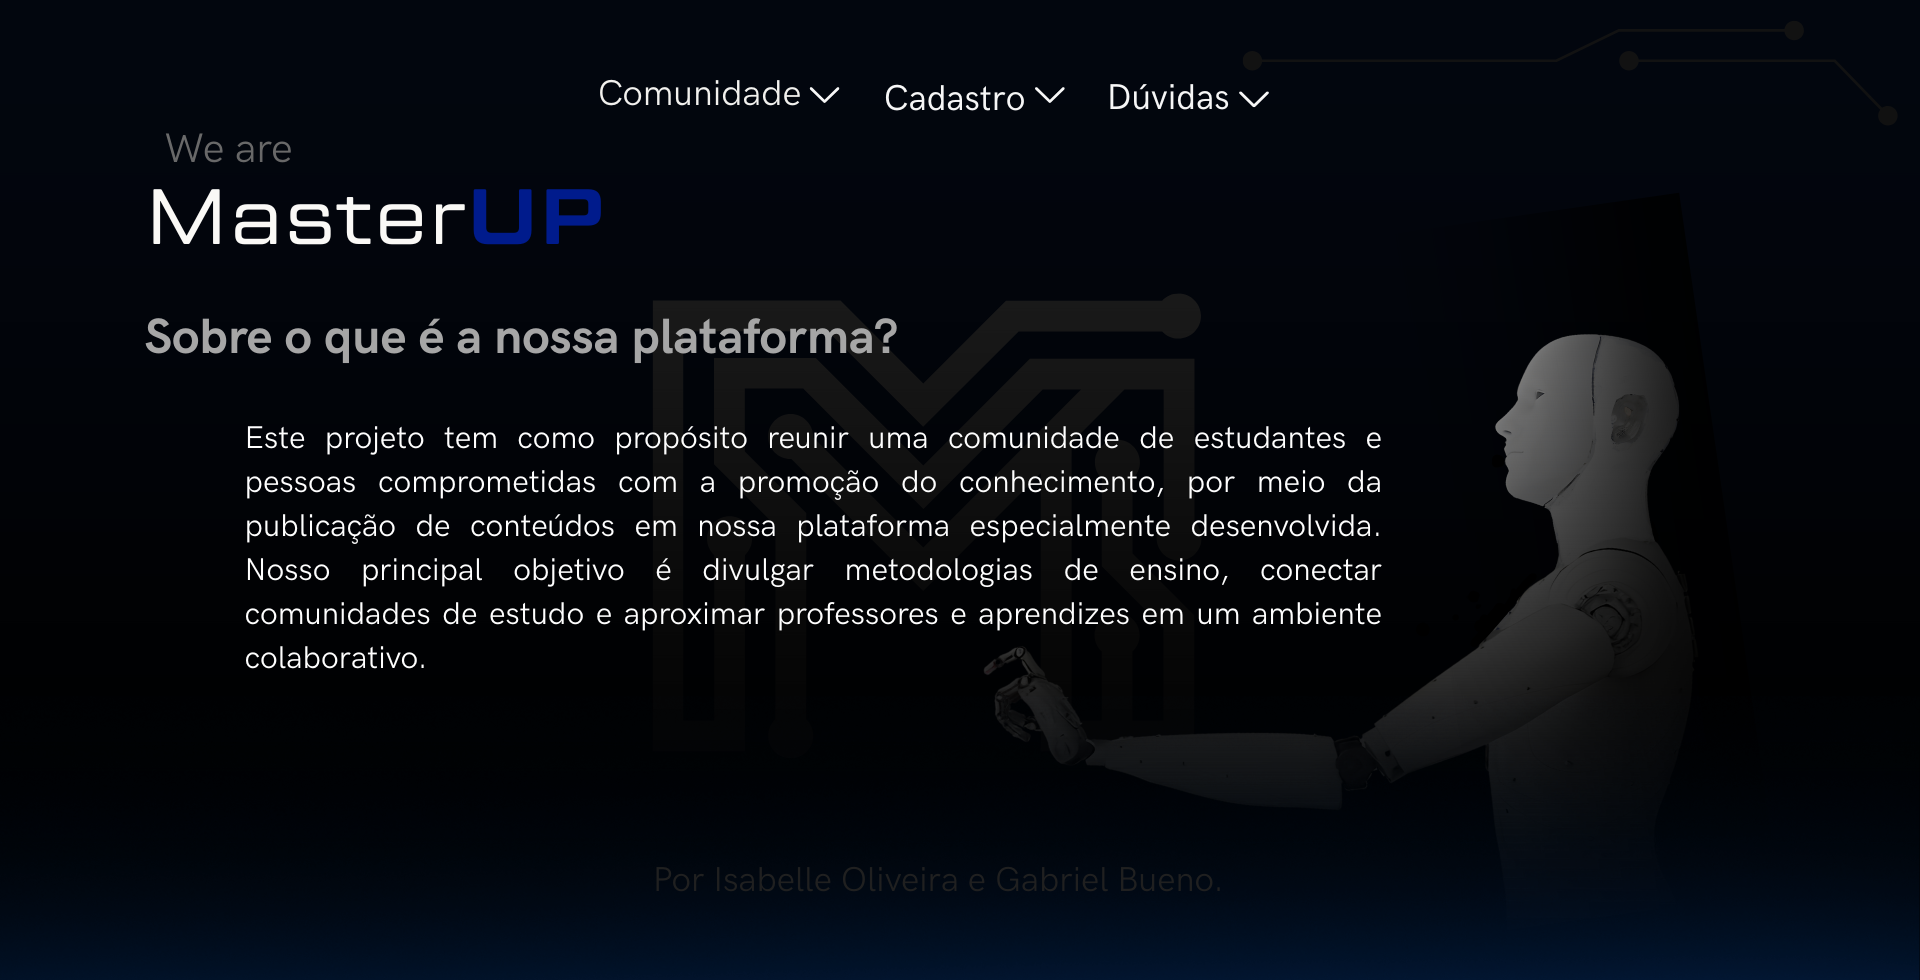 Comunidade Cadastro Dúvidas
We are
MasterUP
Sobre o que é a nossa plataforma?
Este projeto tem como propósito reunir uma comunidade de estudantes e
pessoas comprometidas com a promoção do conhecimento, por meio da
publicação de conteúdos em nossa plataforma especialmente desenvolvida.
Nosso principal objetivo é divulgar metodologias de ensino, conectar
comunidades de estudo e aproximar professores e aprendizes em um ambiente
colaborativo.
Por Isabelle Oliveira e Gabriel Bueno.